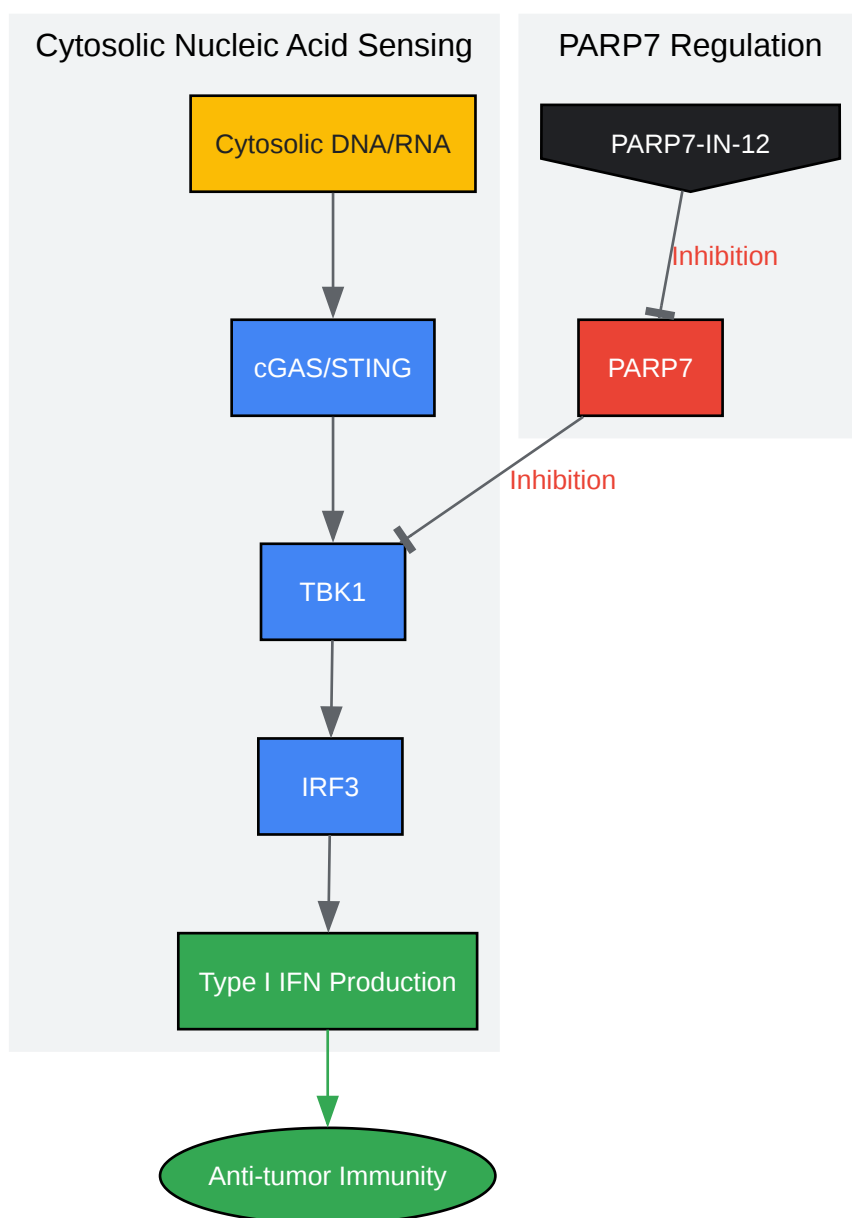 Cytosolic Nucleic Acid Sensing
Cytosolic DNA/RNA
cGAS/STING
TBK1
IRF3
Type I IFN Production
Anti-tumor Immunity
PARP7 Regulation
PARP7-IN-12
Inhibition
PARP7
Inhibition